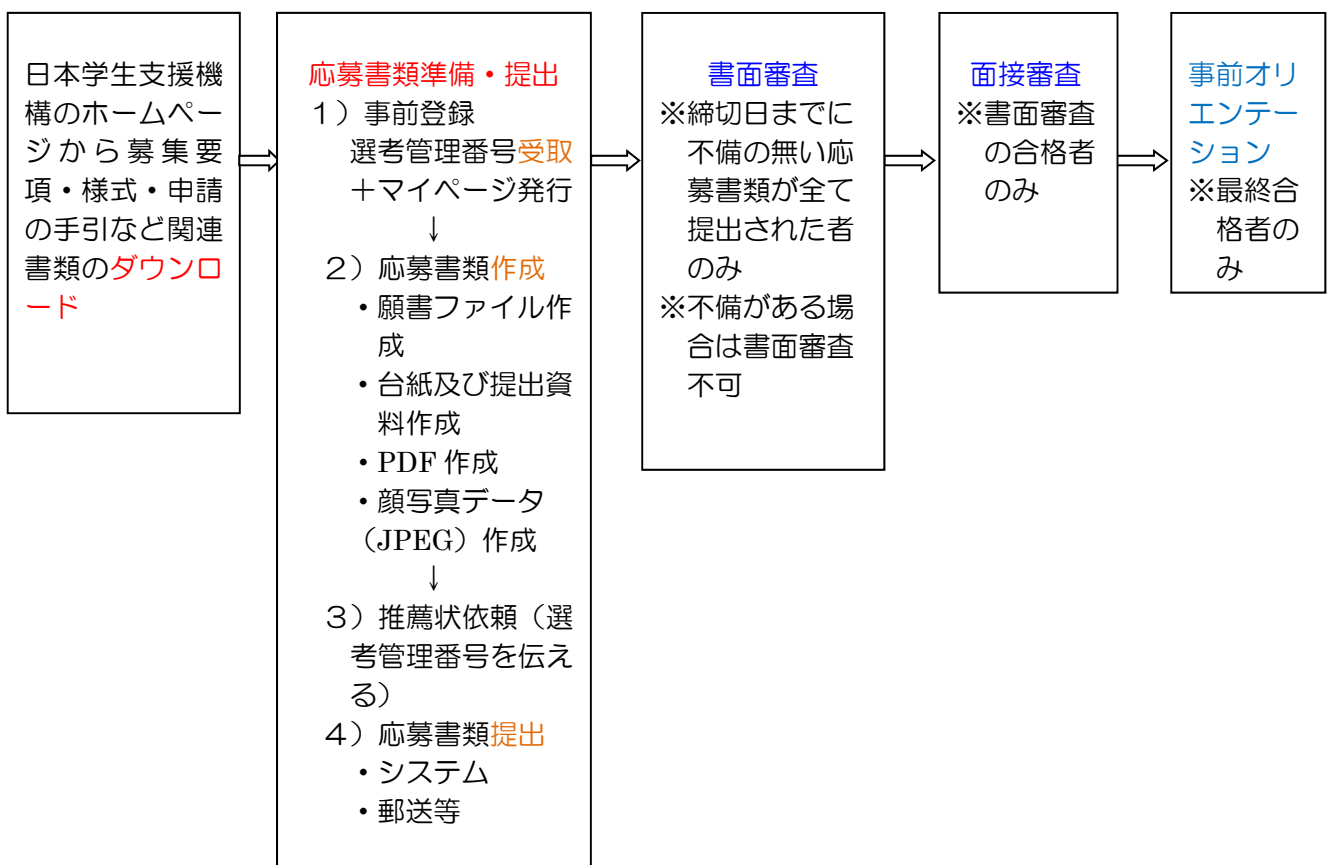 日本学生支援機
構のホームペー
ジから募集要
項・様式・申請
の手引など関連
書類のダウンロ
ード
応募書類準備・提出
１）事前登録
選考管理番号受取
＋マイページ発行
↓
２）応募書類作成
・願書ファイル作
成
・台紙及び提出資
料作成
・PDF 作成
・顔写真データ
（JPEG）作成
↓
３）推薦状依頼（選
考管理番号を伝え
る）
４）応募書類提出
・システム
・郵送等
書面審査
※締切日までに
不備の無い応
募書類が全て
提出された者
のみ
※不備がある場
合は書面審査
不可
面接審査
※書面審査
の合格者
のみ
事前オリ
エンテー
ション
※最終合
格者の
み